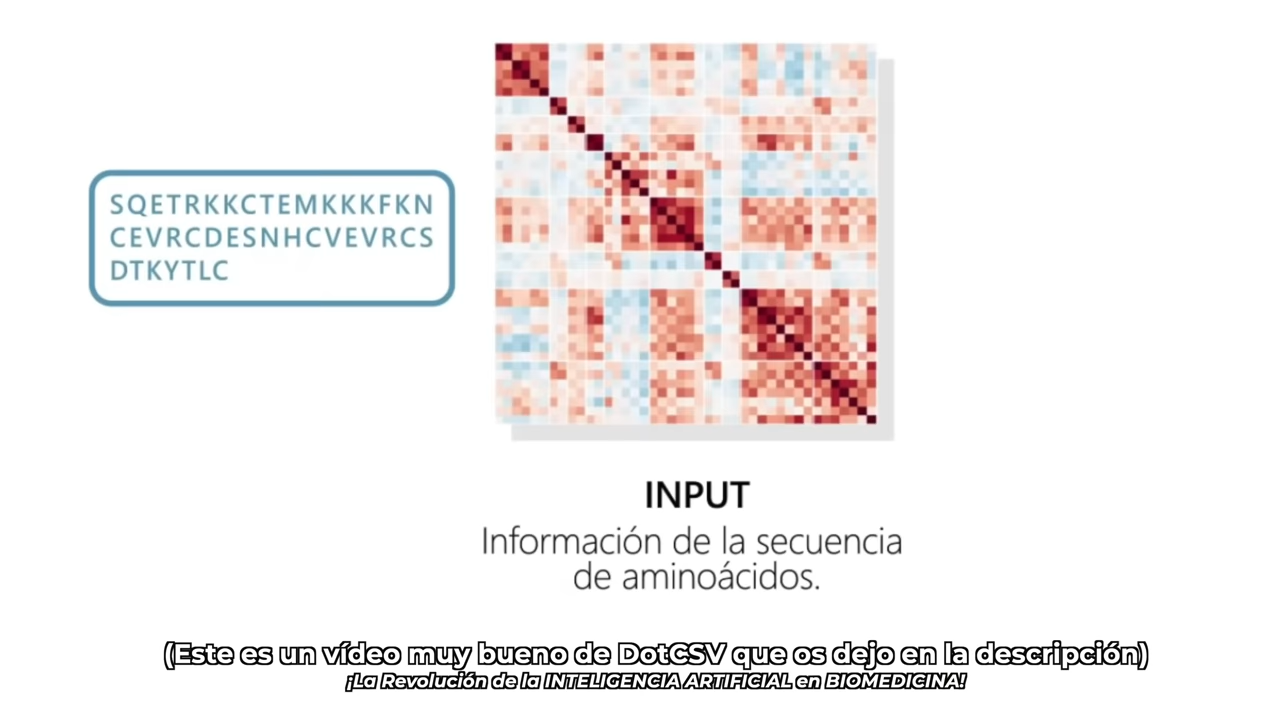 SQETRKKCTEMKKKFKN
CEVRCDESNHCVEVRCS
DTKYTLC
INPUT
Información de la secuencia
de aminoácidos.
(Este es un vídeo muy bueno de DotCSV que os dejo en la descripción)
¡La Revolución de la INTELIGENCIA ARTIFICIAL en BIOMEDICINA!